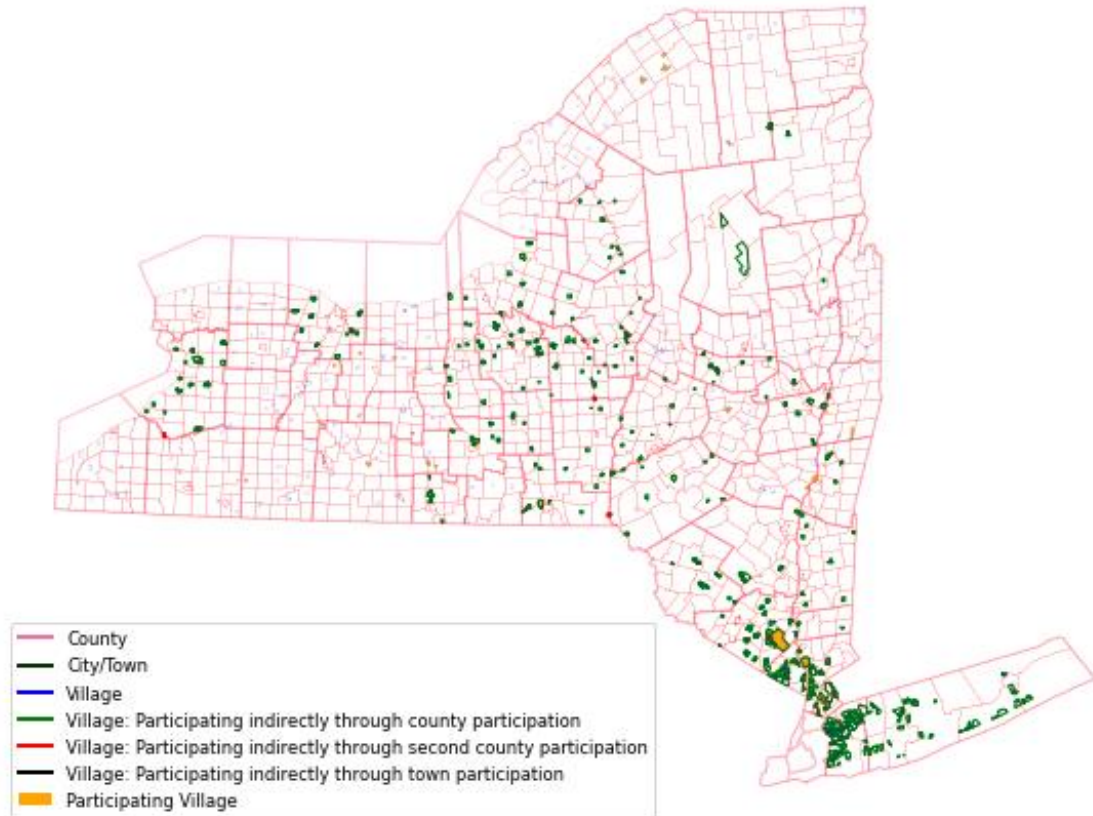 County
City/Town
Village
Village: Participating indirectly through county participation
Village: Participating indirectly through second county participation
Village: Participating indirectly through town participation
Participating Village